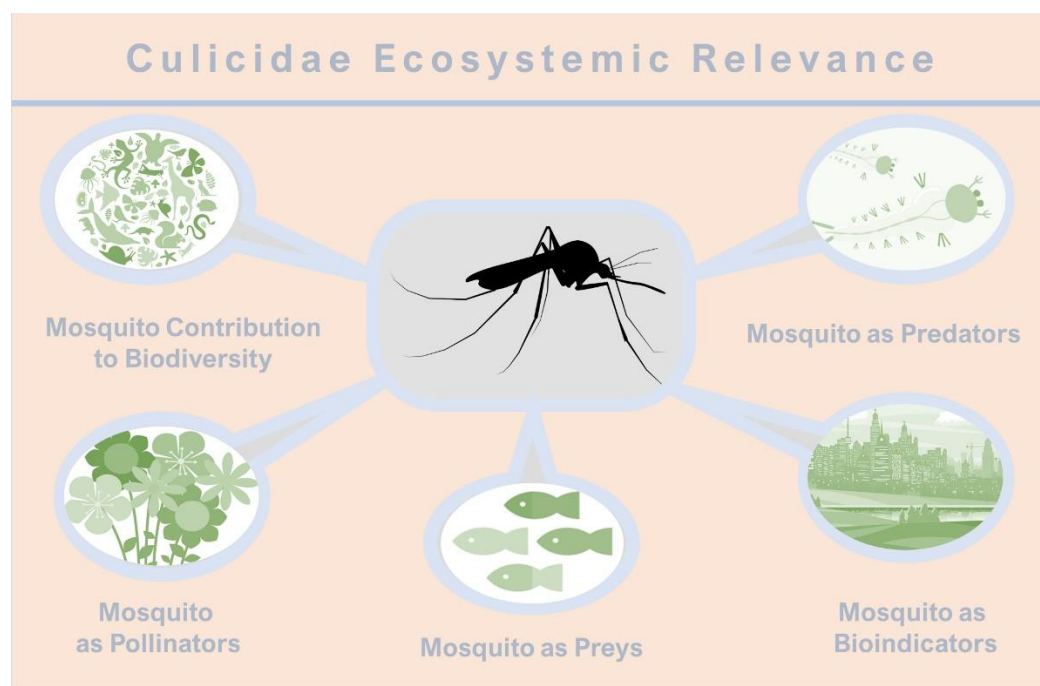 Culicidae Ecosystemic Relevance
Mosquito Contribution
to Biodiversity
Mosquito as Predators
Mosquito
as Pollinators
Mosquito as Preys
Mosquito as
Bioindicators